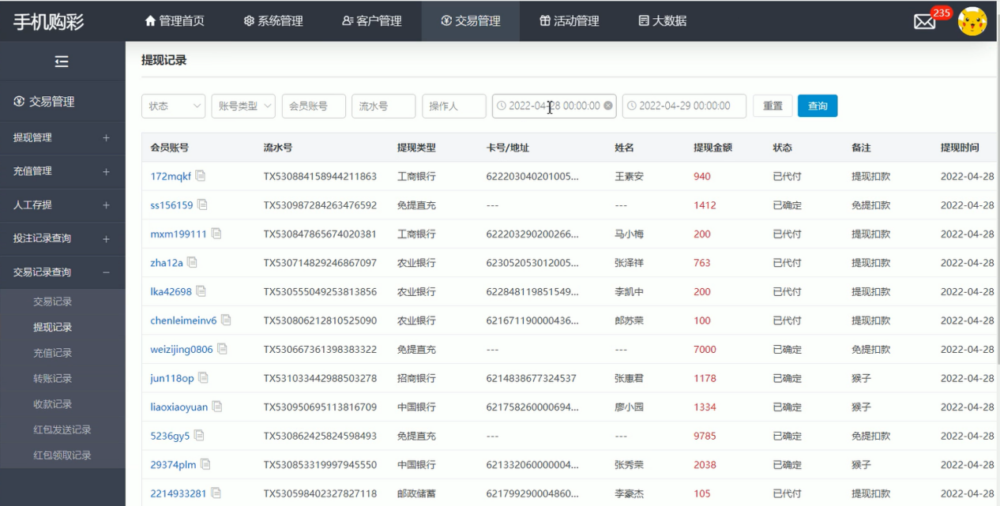 手机购彩 管理首页 系统管理 客户管理 交易管理 活动管理 大数据 235
交易管理
提现管理 +
充值管理 +
人工存提 +
投注记录查询 +
交易记录查询 −
交易记录
提现记录
充值记录
转账记录
收款记录
红包发送记录
红包领取记录
提现记录
状态 账号类型 会员账号 流水号 操作人 2022-04-28 00:00:00 2022-04-29 00:00:00 重置 查询
会员账号 流水号 提现类型 卡号/地址 姓名 提现金额 状态 备注 提现时间
172mqkf TX530884158944211863 工商银行 622203040201005... 王素安 940 已代付 提现扣款 2022-04-28
ss156159 TX530987284263476592 免提直充 --- --- 1412 已确定 免提扣款 2022-04-28
mxm199111 TX530847865674020381 工商银行 622203290200266... 马小梅 200 已代付 提现扣款 2022-04-28
zha12a TX530714829246867097 农业银行 623052053012005... 张泽祥 763 已代付 提现扣款 2022-04-28
lka42698 TX530555049253813856 农业银行 622848119851549... 李凯中 200 已代付 提现扣款 2022-04-28
chenleimeinv6 TX530806212810525090 农业银行 621671190000436... 郎苏荣 100 已代付 提现扣款 2022-04-28
weizijing0806 TX530667361398383322 免提直充 --- --- 7000 已确定 免提扣款 2022-04-28
jun118op TX531033442988503278 招商银行 6214838677324537 张惠君 1178 已确定 猴子 2022-04-28
liaoxiaoyuan TX530950695113816709 中国银行 621758260000694... 廖小园 1334 已确定 猴子 2022-04-28
5236gy5 TX530862425824598493 免提直充 --- --- 9785 已确定 免提扣款 2022-04-28
29374plm TX530853319997945550 中国银行 621332060000004... 张秀荣 2038 已确定 猴子 2022-04-28
2214933281 TX530598402327827118 邮政储蓄 621799290004860... 李豪杰 105 已代付 提现扣款 2022-04-28